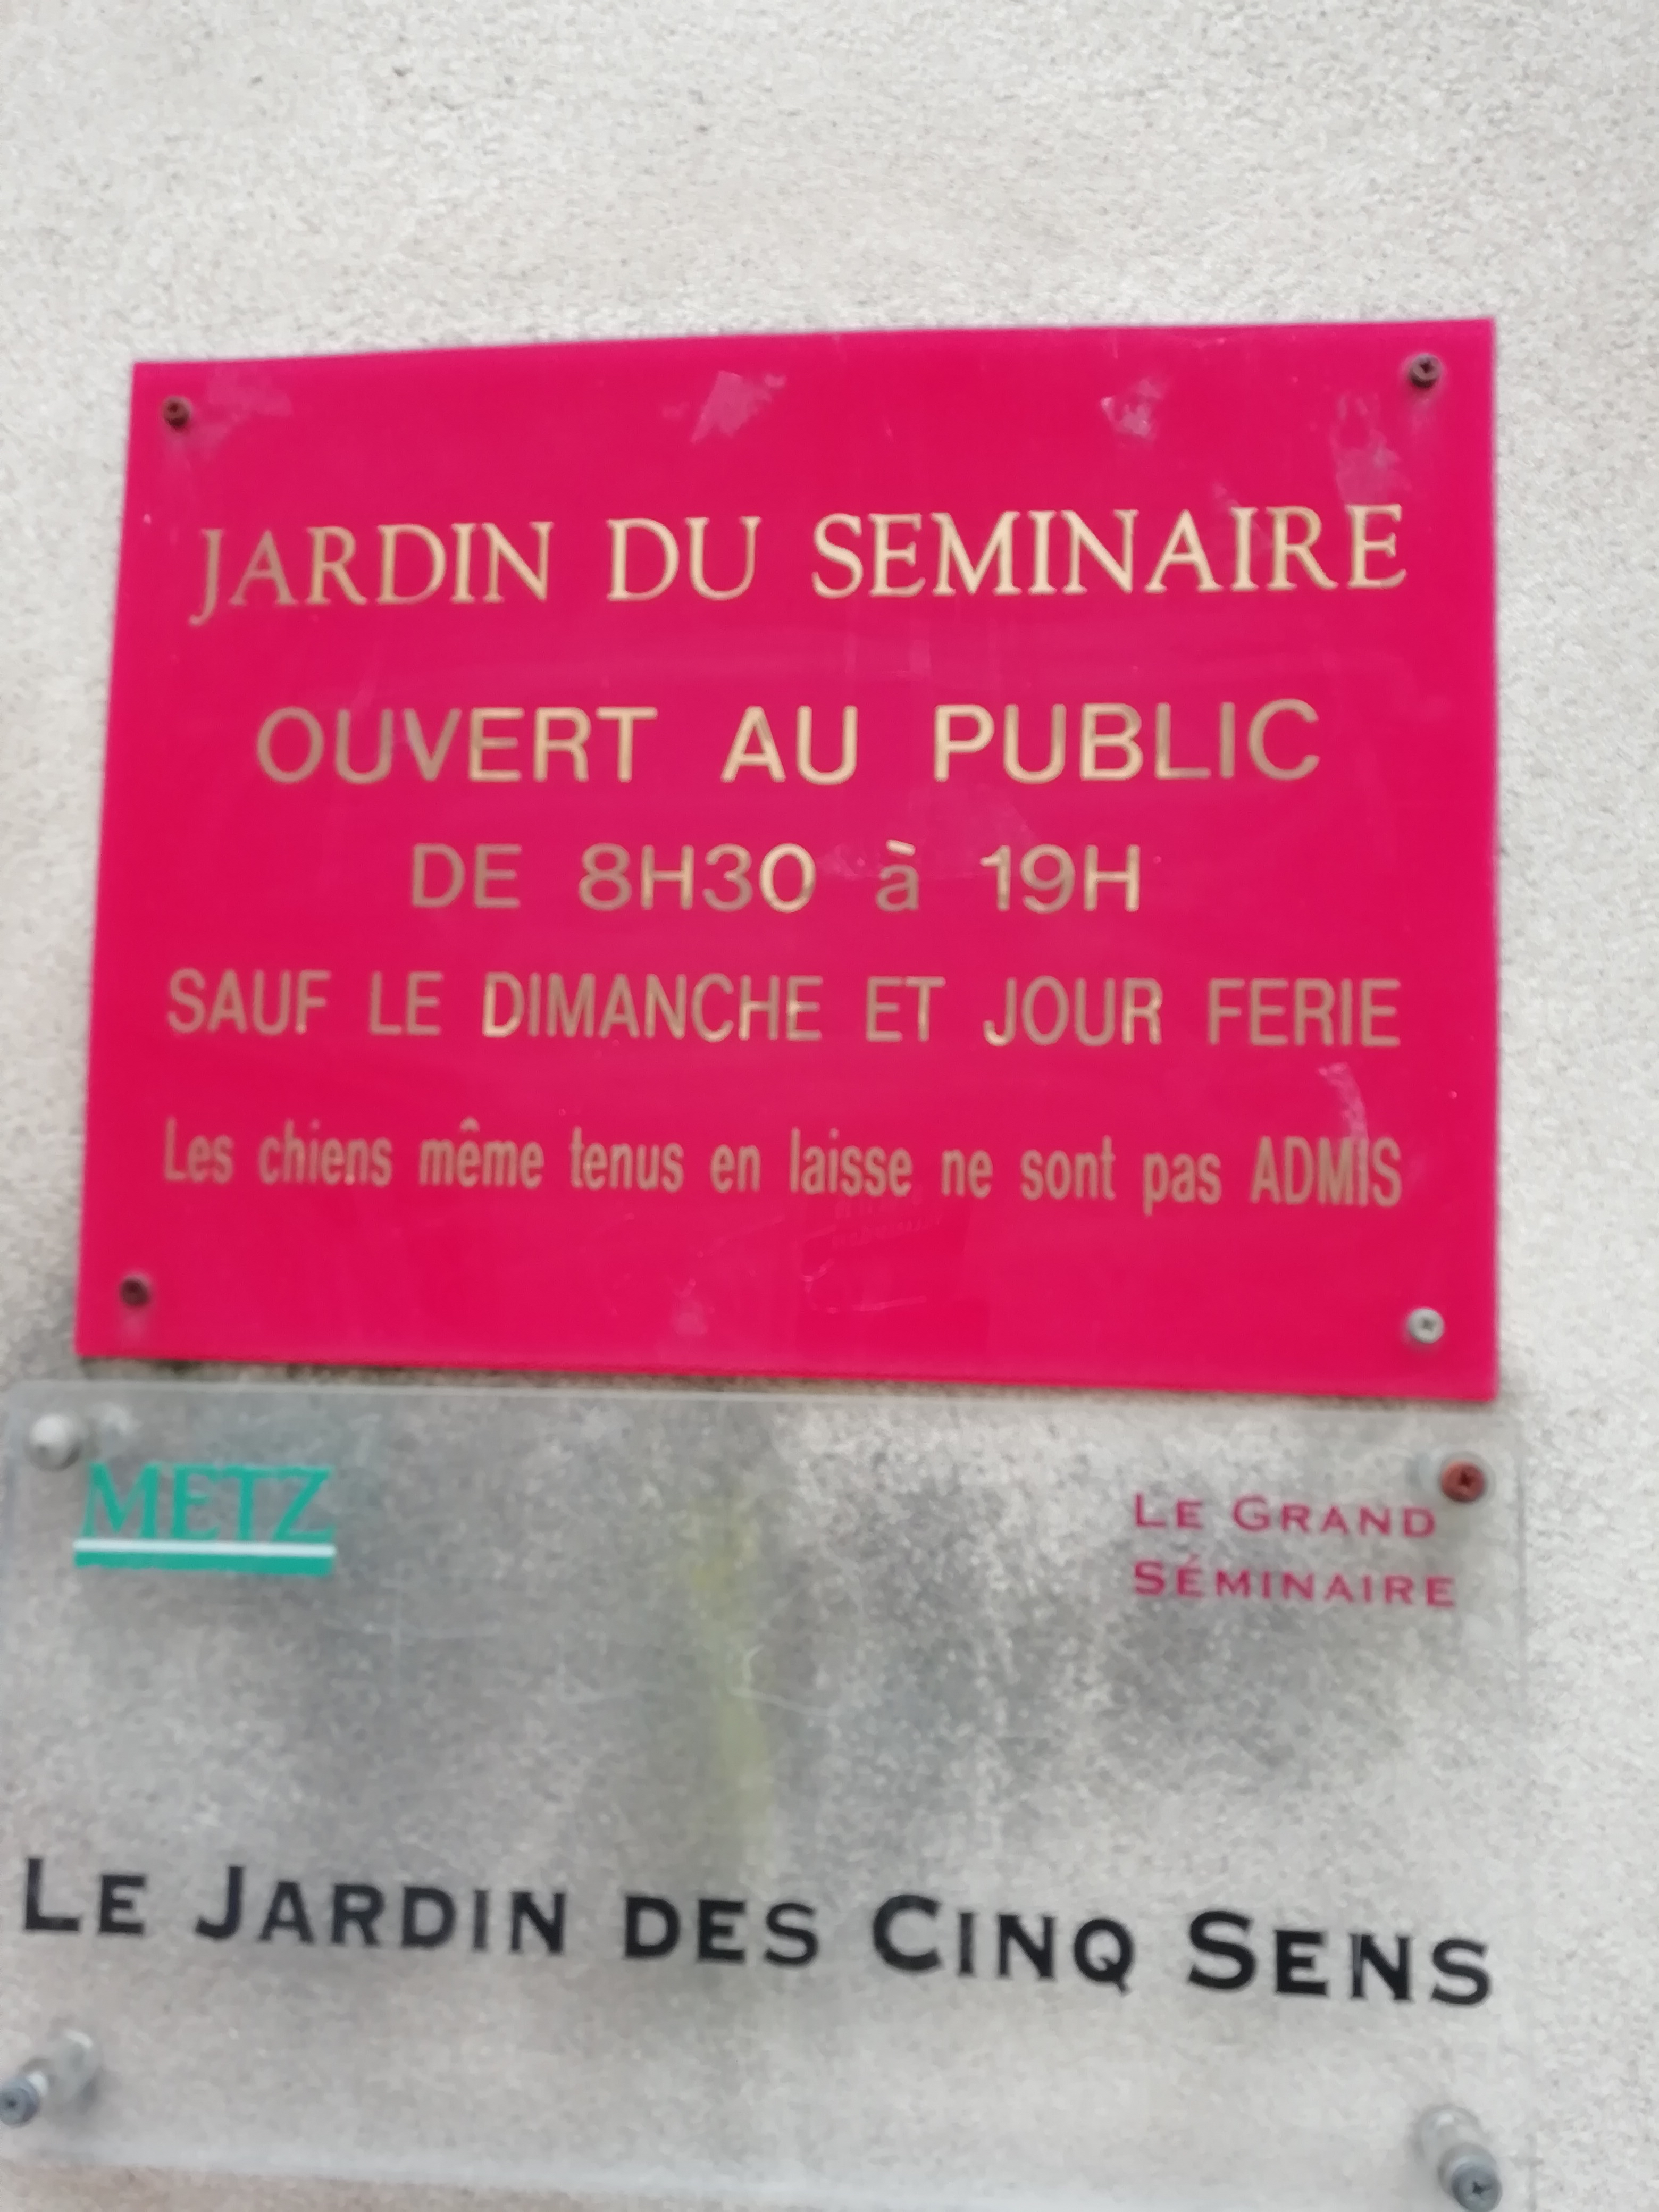 JARDIN DU SEMINAIRE
OUVERT AU PUBLIC
DE 8H30 à 19H
SAUF LE DIMANCHE ET JOUR FERIE
Les chiens même tenus en laisse ne sont pas ADMIS
METZ
LE GRAND
SÉMINAIRE
LE JARDIN DES CINQ SENS